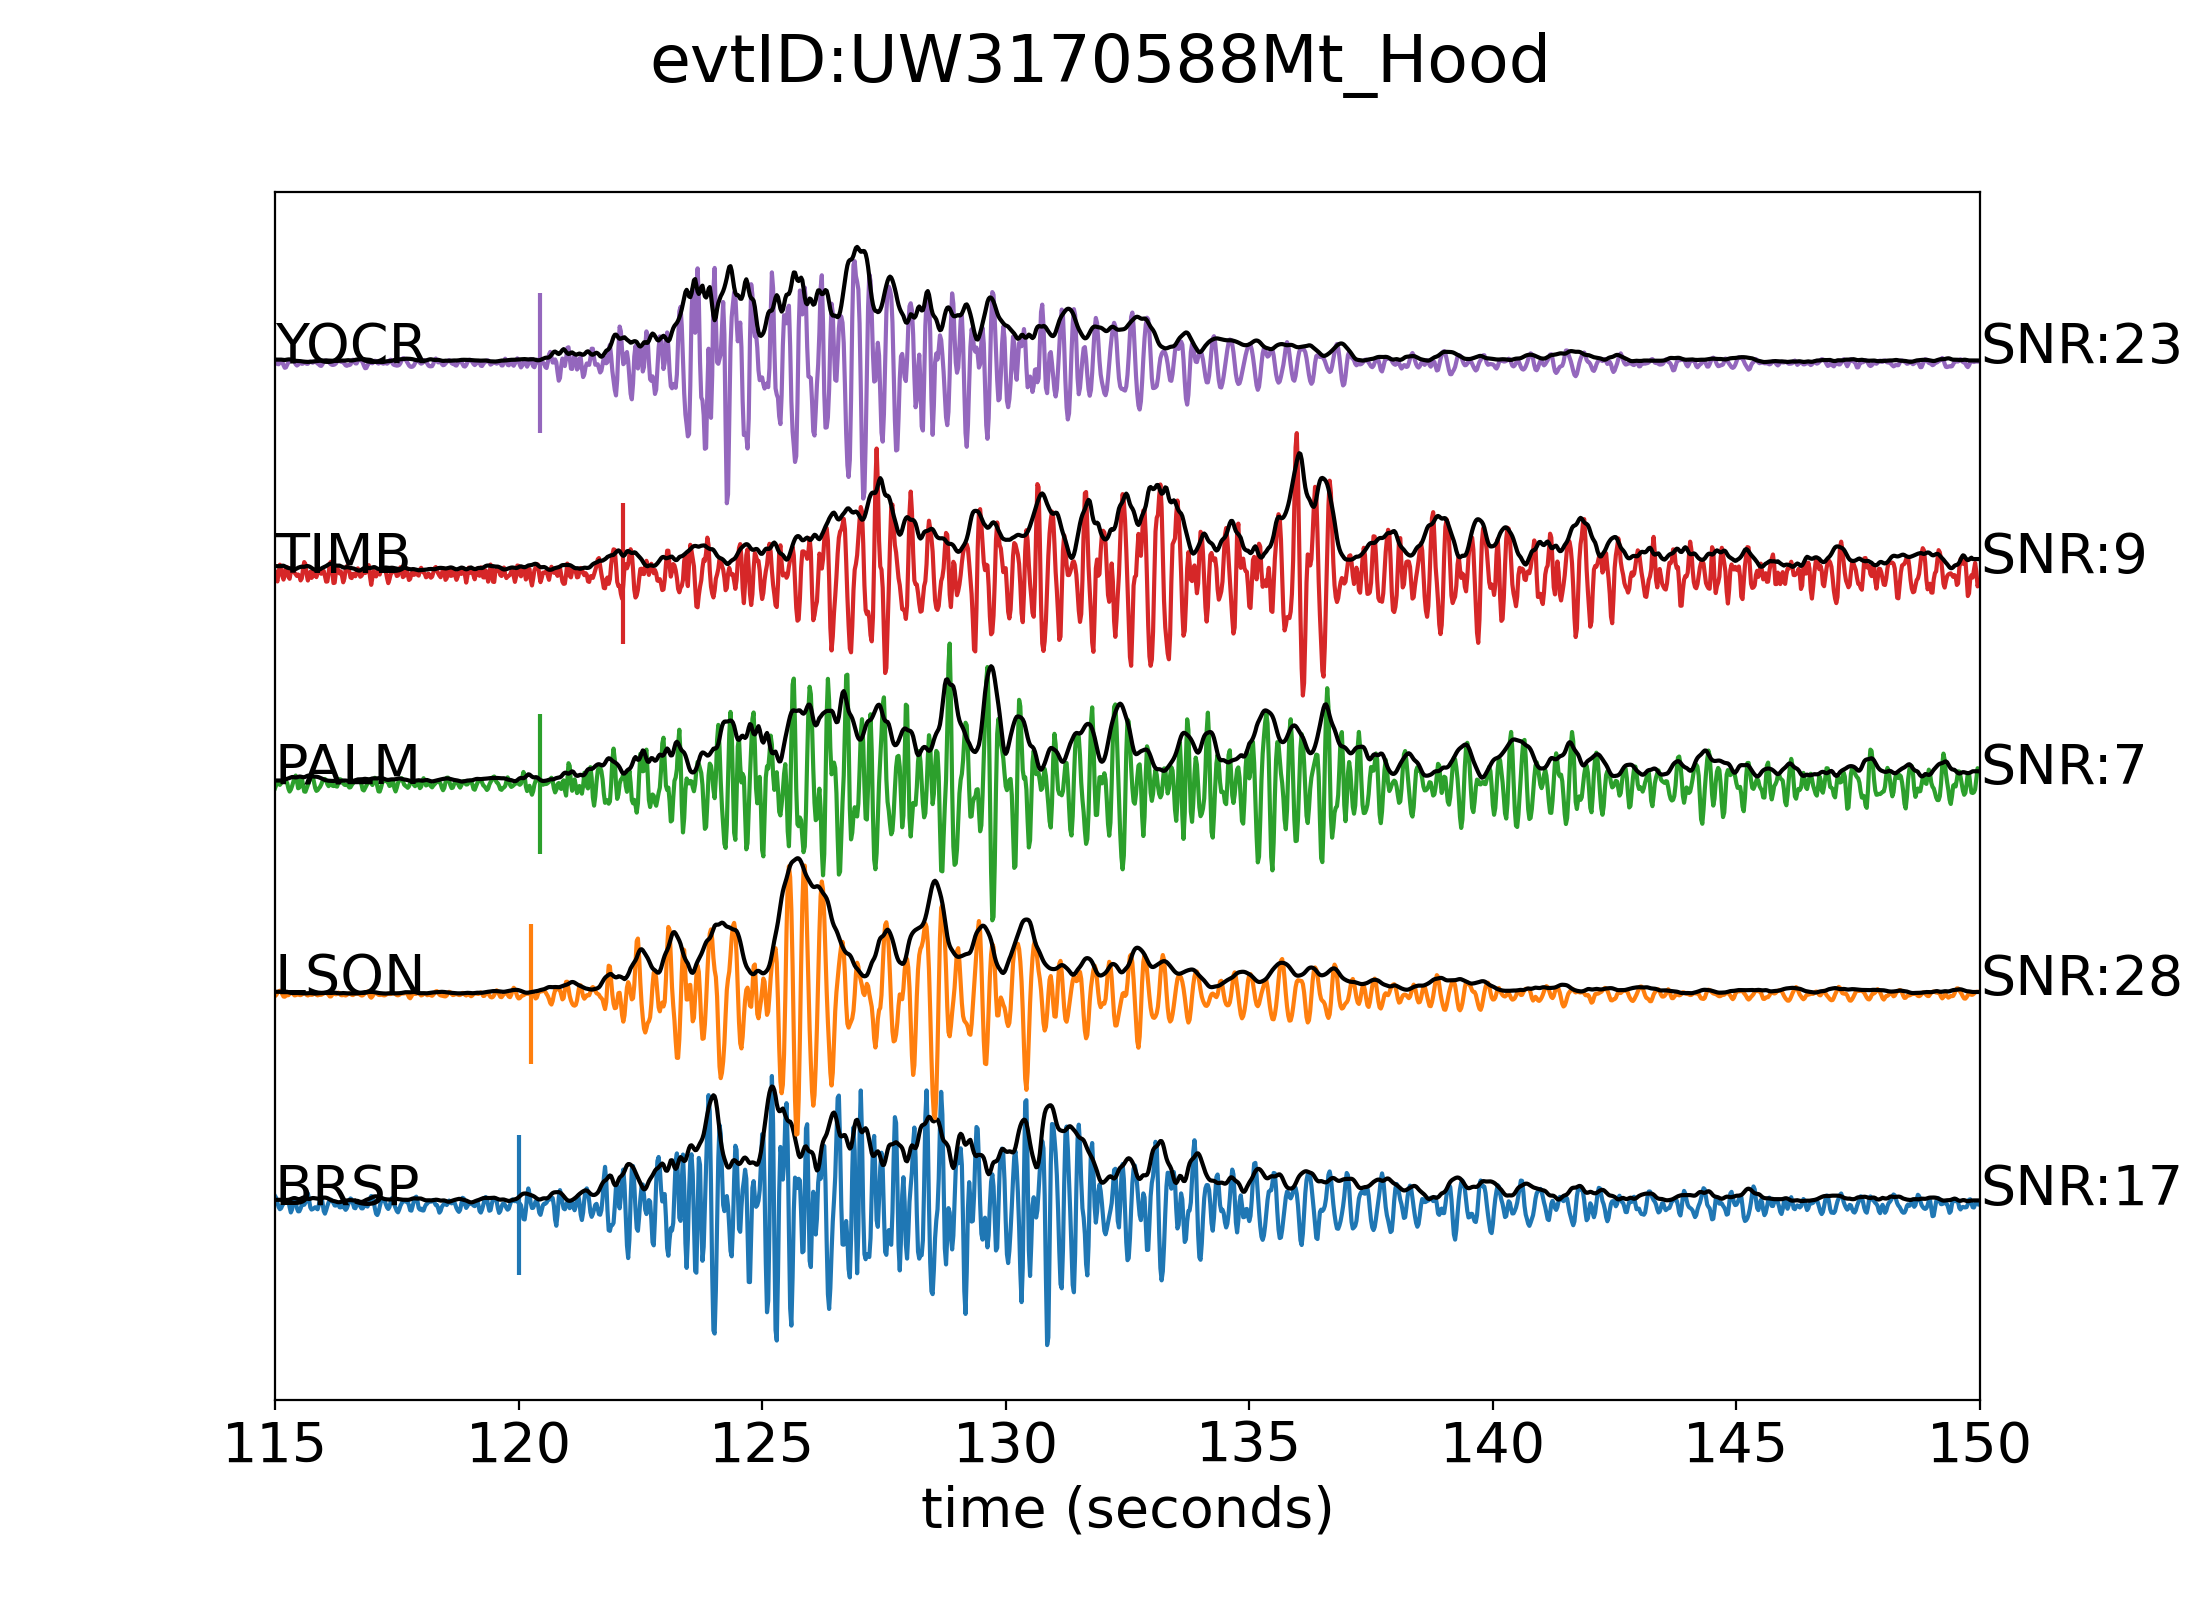 evtID:UW3170588Mt_Hood
YOCR SNR:23
TIMB SNR:9
PALM SNR:7
LSON SNR:28
BRSP SNR:17
115 120 125 130 135 140 145 150
time (seconds)